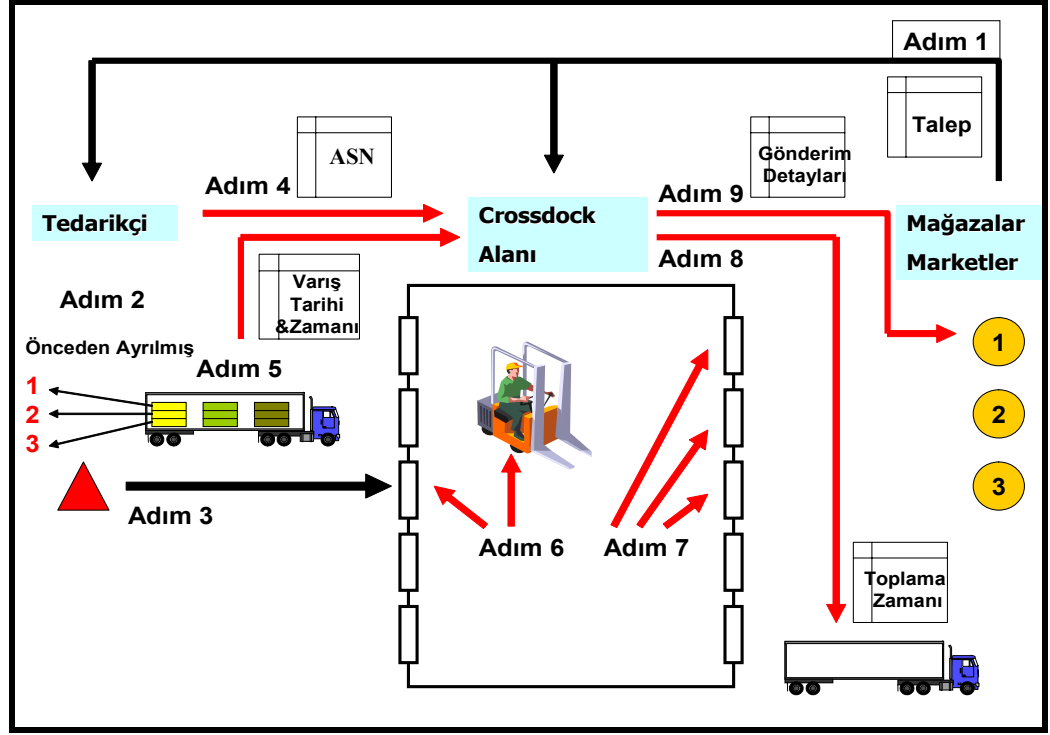 Adım 1
Talep
ASN
Gönderim
Detayları
Adım 4
Adım 9
Tedarikçi
Crossdock
Alanı
Mağazalar
Marketler
Adım 8
Varış
Tarihi
&Zamanı
Adım 2
Önceden Ayrılmış
Adım 5
1
2
3
1
2
3
Adım 3
Adım 6
Adım 7
Toplama
Zamanı